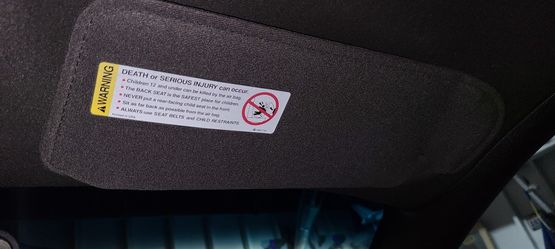 WARNING
DEATH or SERIOUS INJURY can occur.
• Children 12 and under can be killed by the air bag.
• The BACK SEAT is the SAFEST place for children.
• NEVER put a rear-facing child seat in the front.
• Sit as far back as possible from the air bag.
• ALWAYS use SEAT BELTS and CHILD RESTRAINTS.